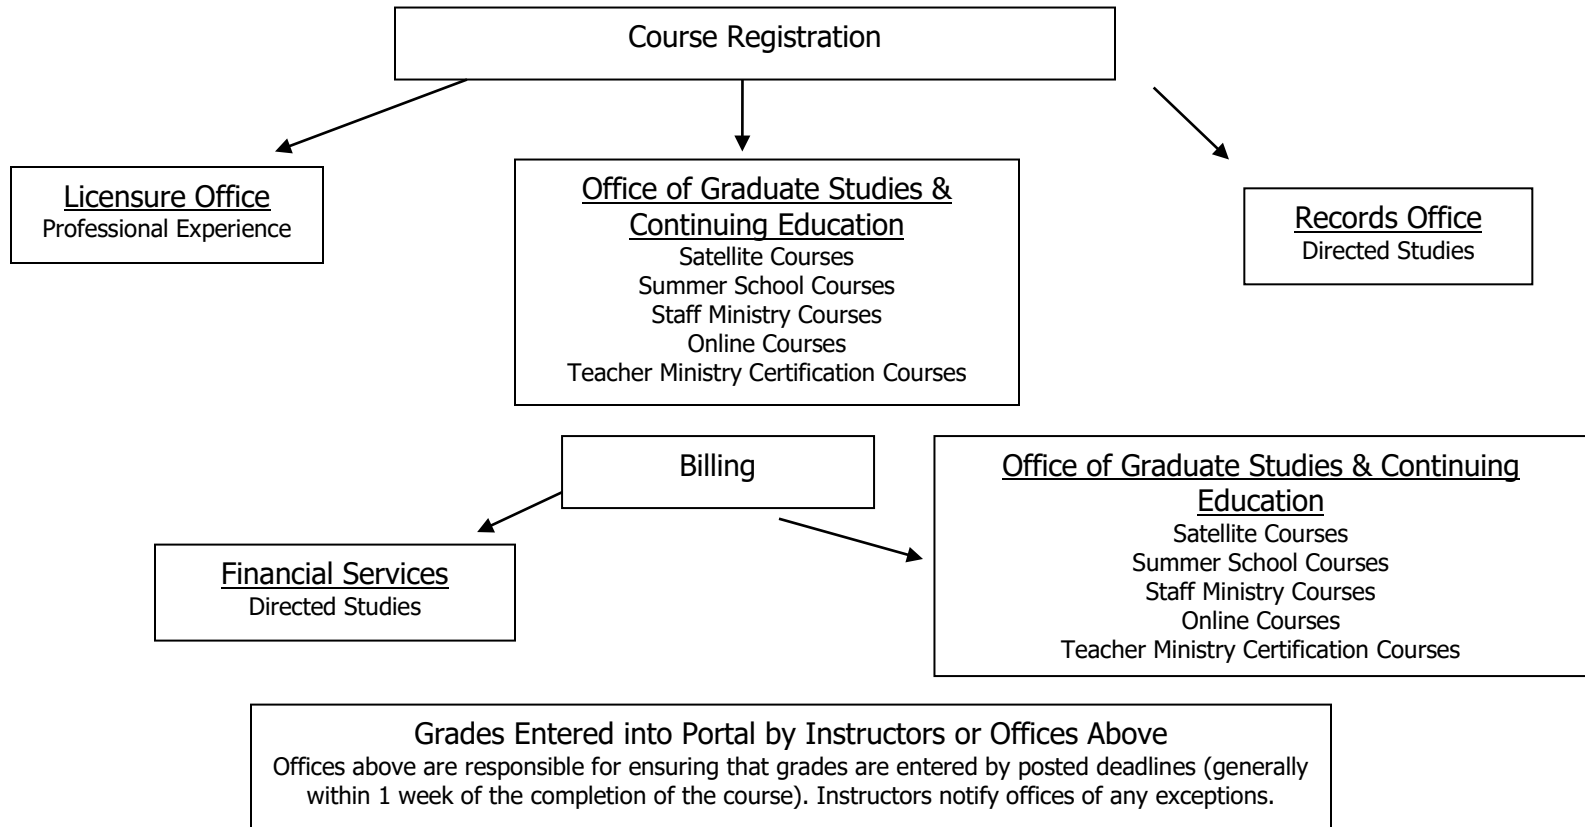 Course Registration
Licensure Office
Professional Experience
Office of Graduate Studies &
Continuing Education
Satellite Courses
Summer School Courses
Staff Ministry Courses
Online Courses
Teacher Ministry Certification Courses
Records Office
Directed Studies
Billing
Financial Services
Directed Studies
Office of Graduate Studies & Continuing
Education
Satellite Courses
Summer School Courses
Staff Ministry Courses
Online Courses
Teacher Ministry Certification Courses
Grades Entered into Portal by Instructors or Offices Above
Offices above are responsible for ensuring that grades are entered by posted deadlines (generally
within 1 week of the completion of the course). Instructors notify offices of any exceptions.